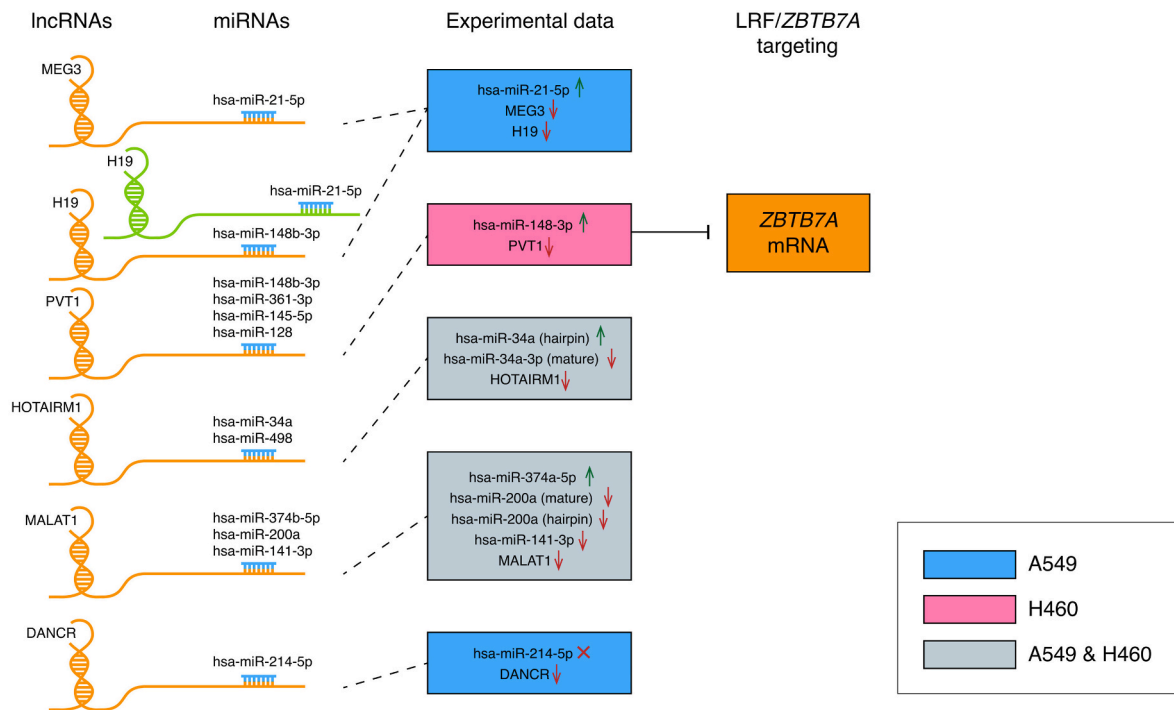 lncRNAs
miRNAs
Experimental data
LRF/ZBTB7A
targeting
MEG3
hsa-miR-21-5p
hsa-miR-21-5p
MEG3
H19
H19
hsa-miR-21-5p
H19
hsa-miR-148b-3p
hsa-miR-148-3p
PVT1
ZBTB7A
mRNA
PVT1
hsa-miR-148b-3p
hsa-miR-361-3p
hsa-miR-145-5p
hsa-miR-128
hsa-miR-34a (hairpin)
hsa-miR-34a-3p (mature)
HOTAIRM1
HOTAIRM1
hsa-miR-34a
hsa-miR-498
hsa-miR-374a-5p
hsa-miR-200a (mature)
hsa-miR-200a (hairpin)
hsa-miR-141-3p
MALAT1
MALAT1
hsa-miR-374b-5p
hsa-miR-200a
hsa-miR-141-3p
DANCR
hsa-miR-214-5p
hsa-miR-214-5p
DANCR
A549
H460
A549 & H460